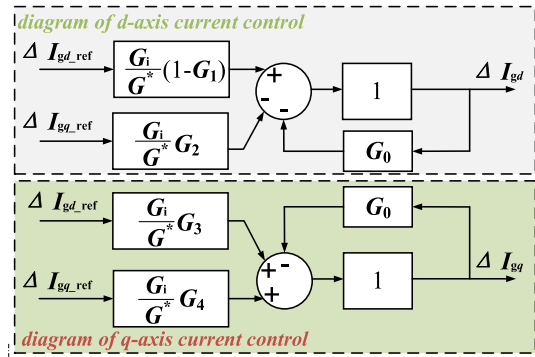 diagram of d-axis current control
Δ Igd_ref
Gi
G* (1-G1)
+
-
-
1
Δ Igd
Δ Igq_ref
Gi
G* G2
G0
Δ Igd_ref
Gi
G* G3
G0
+
-
+
1
Δ Igq
Δ Igq_ref
Gi
G* G4
diagram of q-axis current control